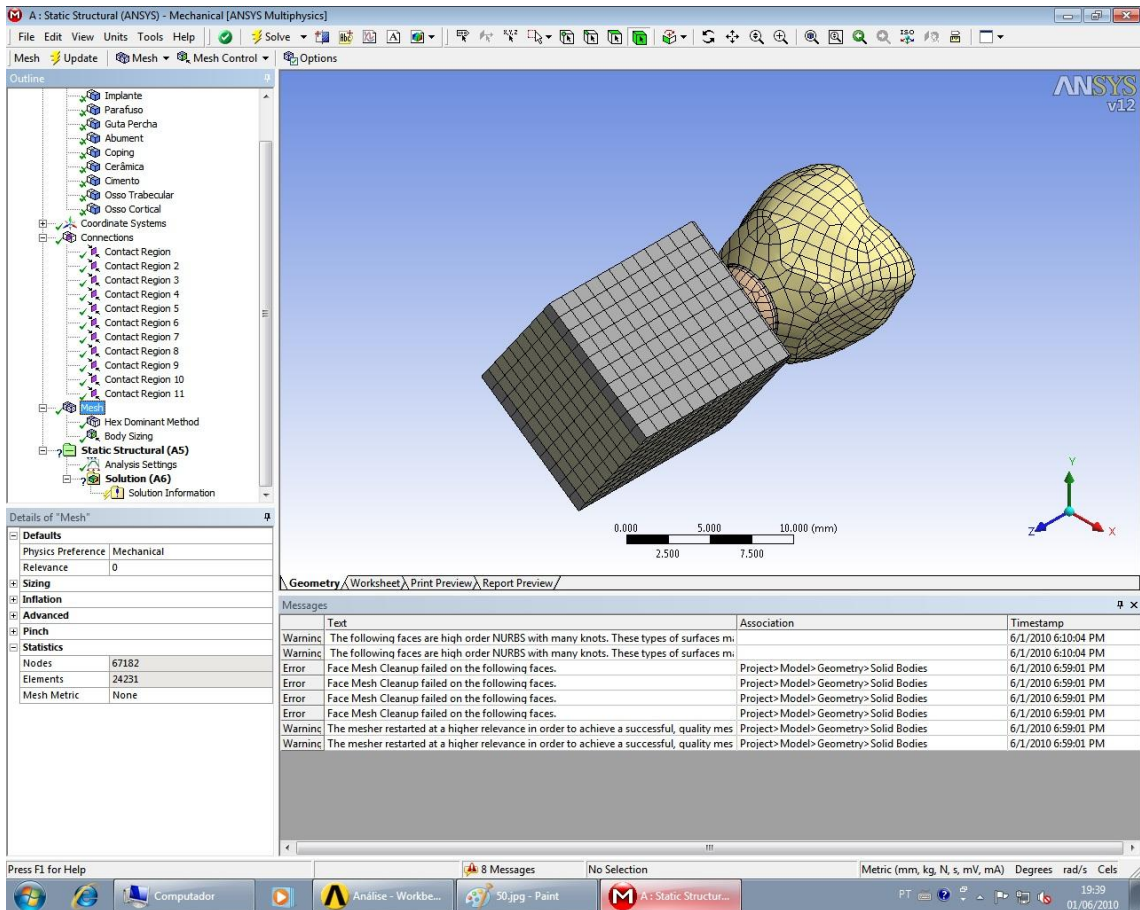 A : Static Structural (ANSYS) - Mechanical [ANSYS Multiphysics]
File Edit View Units Tools Help Solve
Mesh Update Mesh Mesh Control Options
Outline
Implante
Parafuso
Guta Percha
Abument
Coping
Cerâmica
Cimento
Osso Trabecular
Osso Cortical
Coordinate Systems
Connections
Contact Region
Contact Region 2
Contact Region 3
Contact Region 4
Contact Region 5
Contact Region 6
Contact Region 7
Contact Region 8
Contact Region 9
Contact Region 10
Contact Region 11
Mesh
Hex Dominant Method
Body Sizing
Static Structural (A5)
Analysis Settings
Solution (A6)
Solution Information
ANSYS
v12
Y
Z X
0.000 5.000 10.000 (mm)
2.500 7.500
Details of "Mesh"
Defaults
Physics Preference Mechanical
Relevance 0
Sizing
Inflation
Advanced
Pinch
Statistics
Nodes 67182
Elements 24231
Mesh Metric None
Geometry Worksheet Print Preview Report Preview
Messages
Text Association Timestamp
Warning The following faces are high order NURBS with many knots. These types of surfaces ma 6/1/2010 6:10:04 PM
Warning The following faces are high order NURBS with many knots. These types of surfaces ma 6/1/2010 6:10:04 PM
Error Face Mesh Cleanup failed on the following faces. Project>Model>Geometry>Solid Bodies 6/1/2010 6:59:01 PM
Error Face Mesh Cleanup failed on the following faces. Project>Model>Geometry>Solid Bodies 6/1/2010 6:59:01 PM
Error Face Mesh Cleanup failed on the following faces. Project>Model>Geometry>Solid Bodies 6/1/2010 6:59:01 PM
Error Face Mesh Cleanup failed on the following faces. Project>Model>Geometry>Solid Bodies 6/1/2010 6:59:01 PM
Warning The mesher restarted at a higher relevance in order to achieve a successful, quality mes Project>Model>Geometry>Solid Bodies 6/1/2010 6:59:01 PM
Warning The mesher restarted at a higher relevance in order to achieve a successful, quality mes Project>Model>Geometry>Solid Bodies 6/1/2010 6:59:01 PM
Press F1 for Help 8 Messages No Selection Metric (mm, kg, N, s, mV, mA) Degrees rad/s Cels
Computador Análise - Workbe... 50.jpg - Paint A : Static Structur... PT 19:39
01/06/2010